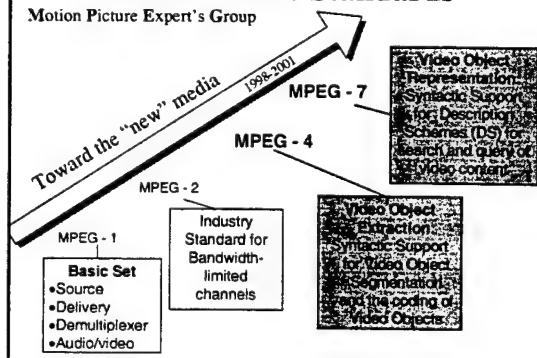 Motion Picture Expert's Group
Toward the "new" media
1998-2001
MPEG - 7
Video Object
Representation
Syntactic Support
for Description
Schemes (DS) for
search and query of
video content
MPEG - 4
Video Object
Extraction
Syntactic Support
for Video Object
Segmentation
and the coding of
Video Objects
MPEG - 2
Industry
Standard for
Bandwidth-
limited
channels
MPEG - 1
Basic Set
•Source
•Delivery
•Demultiplexer
•Audio/video